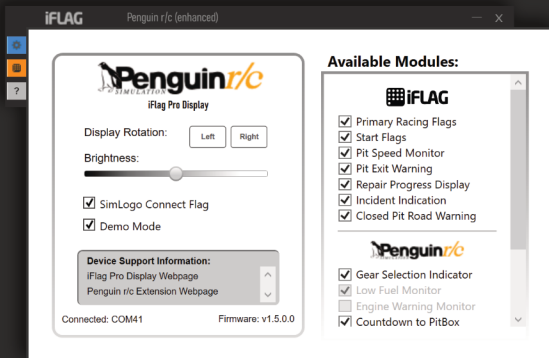 iFLAG
Penguin r/c (enhanced)
X
?
Penguin r/c
SIMULATION
iFlag Pro Display
Display Rotation:
Left
Right
Brightness:
SimLogo Connect Flag
Demo Mode
Device Support Information:
iFlag Pro Display Webpage
Penguin r/c Extension Webpage
Connected: COM41
Firmware: v1.5.0.0
Available Modules:
iFLAG
Primary Racing Flags
Start Flags
Pit Speed Monitor
Pit Exit Warning
Repair Progress Display
Incident Indication
Closed Pit Road Warning
Penguin r/c
Gear Selection Indicator
Low Fuel Monitor
Engine Warning Monitor
Countdown to PitBox